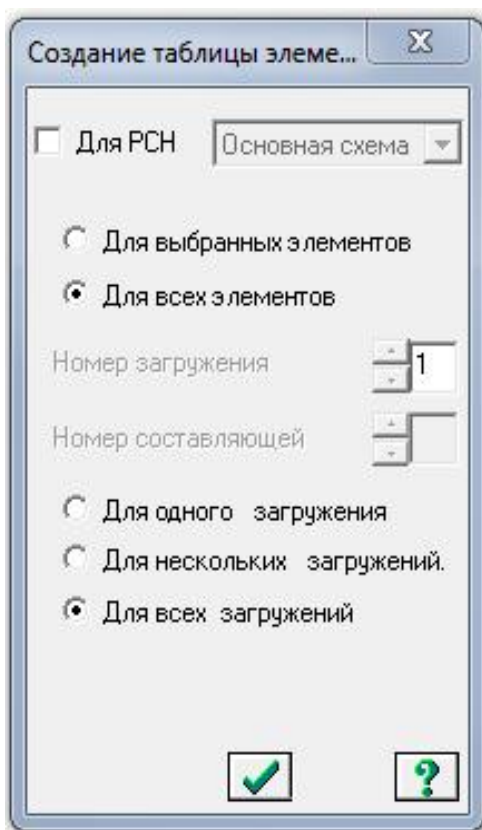 Создание таблицы элеме...
Для РСН Основная схема
Для выбранных элементов
Для всех элементов
Номер загружения 1
Номер составляющей
Для одного загружения
Для нескольких загружений.
Для всех загружений
?